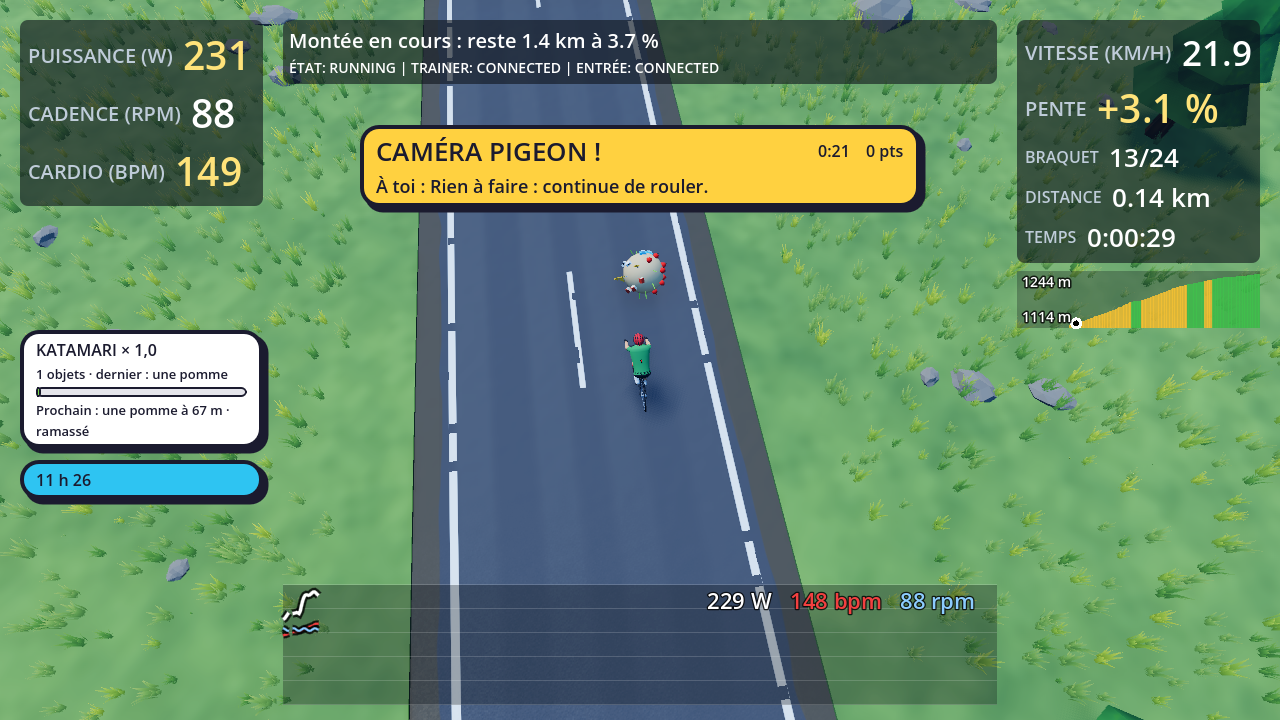 PUISSANCE (W) 231
CADENCE (RPM) 88
CARDIO (BPM) 149
Montée en cours : reste 1.4 km à 3.7 %
ÉTAT: RUNNING | TRAINER: CONNECTED | ENTRÉE: CONNECTED
VITESSE (KM/H) 21.9
PENTE +3.1 %
BRAQUET 13/24
DISTANCE 0.14 km
TEMPS 0:00:29
1244 m
1114 m
CAMÉRA PIGEON ! 0:21 0 pts
À toi : Rien à faire : continue de rouler.
KATAMARI × 1,0
1 objets · dernier : une pomme
Prochain : une pomme à 67 m ·
ramassé
11 h 26
229 W 148 bpm 88 rpm